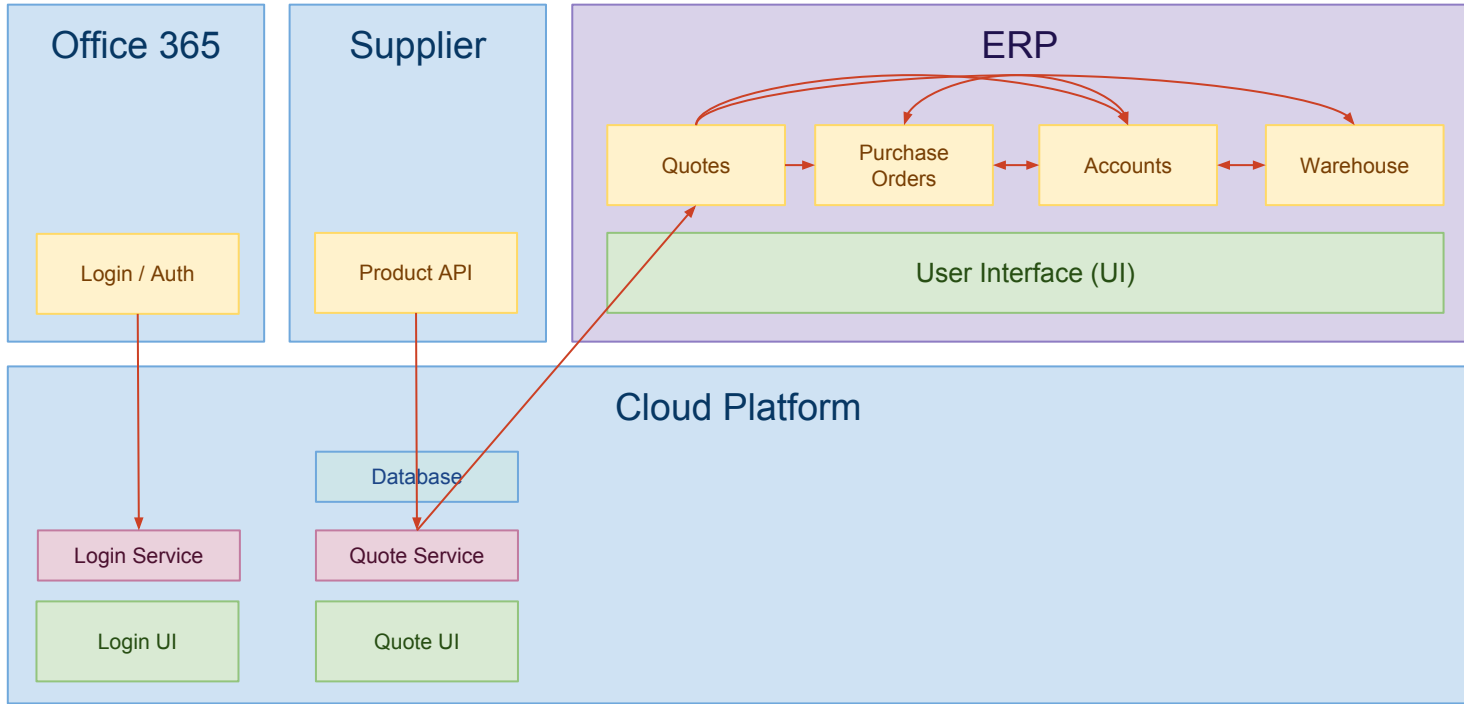 Office 365
Supplier
ERP
Quotes
Purchase
Orders
Accounts
Warehouse
Login / Auth
Product API
User Interface (UI)
Cloud Platform
Database
Login Service
Quote Service
Login UI
Quote UI